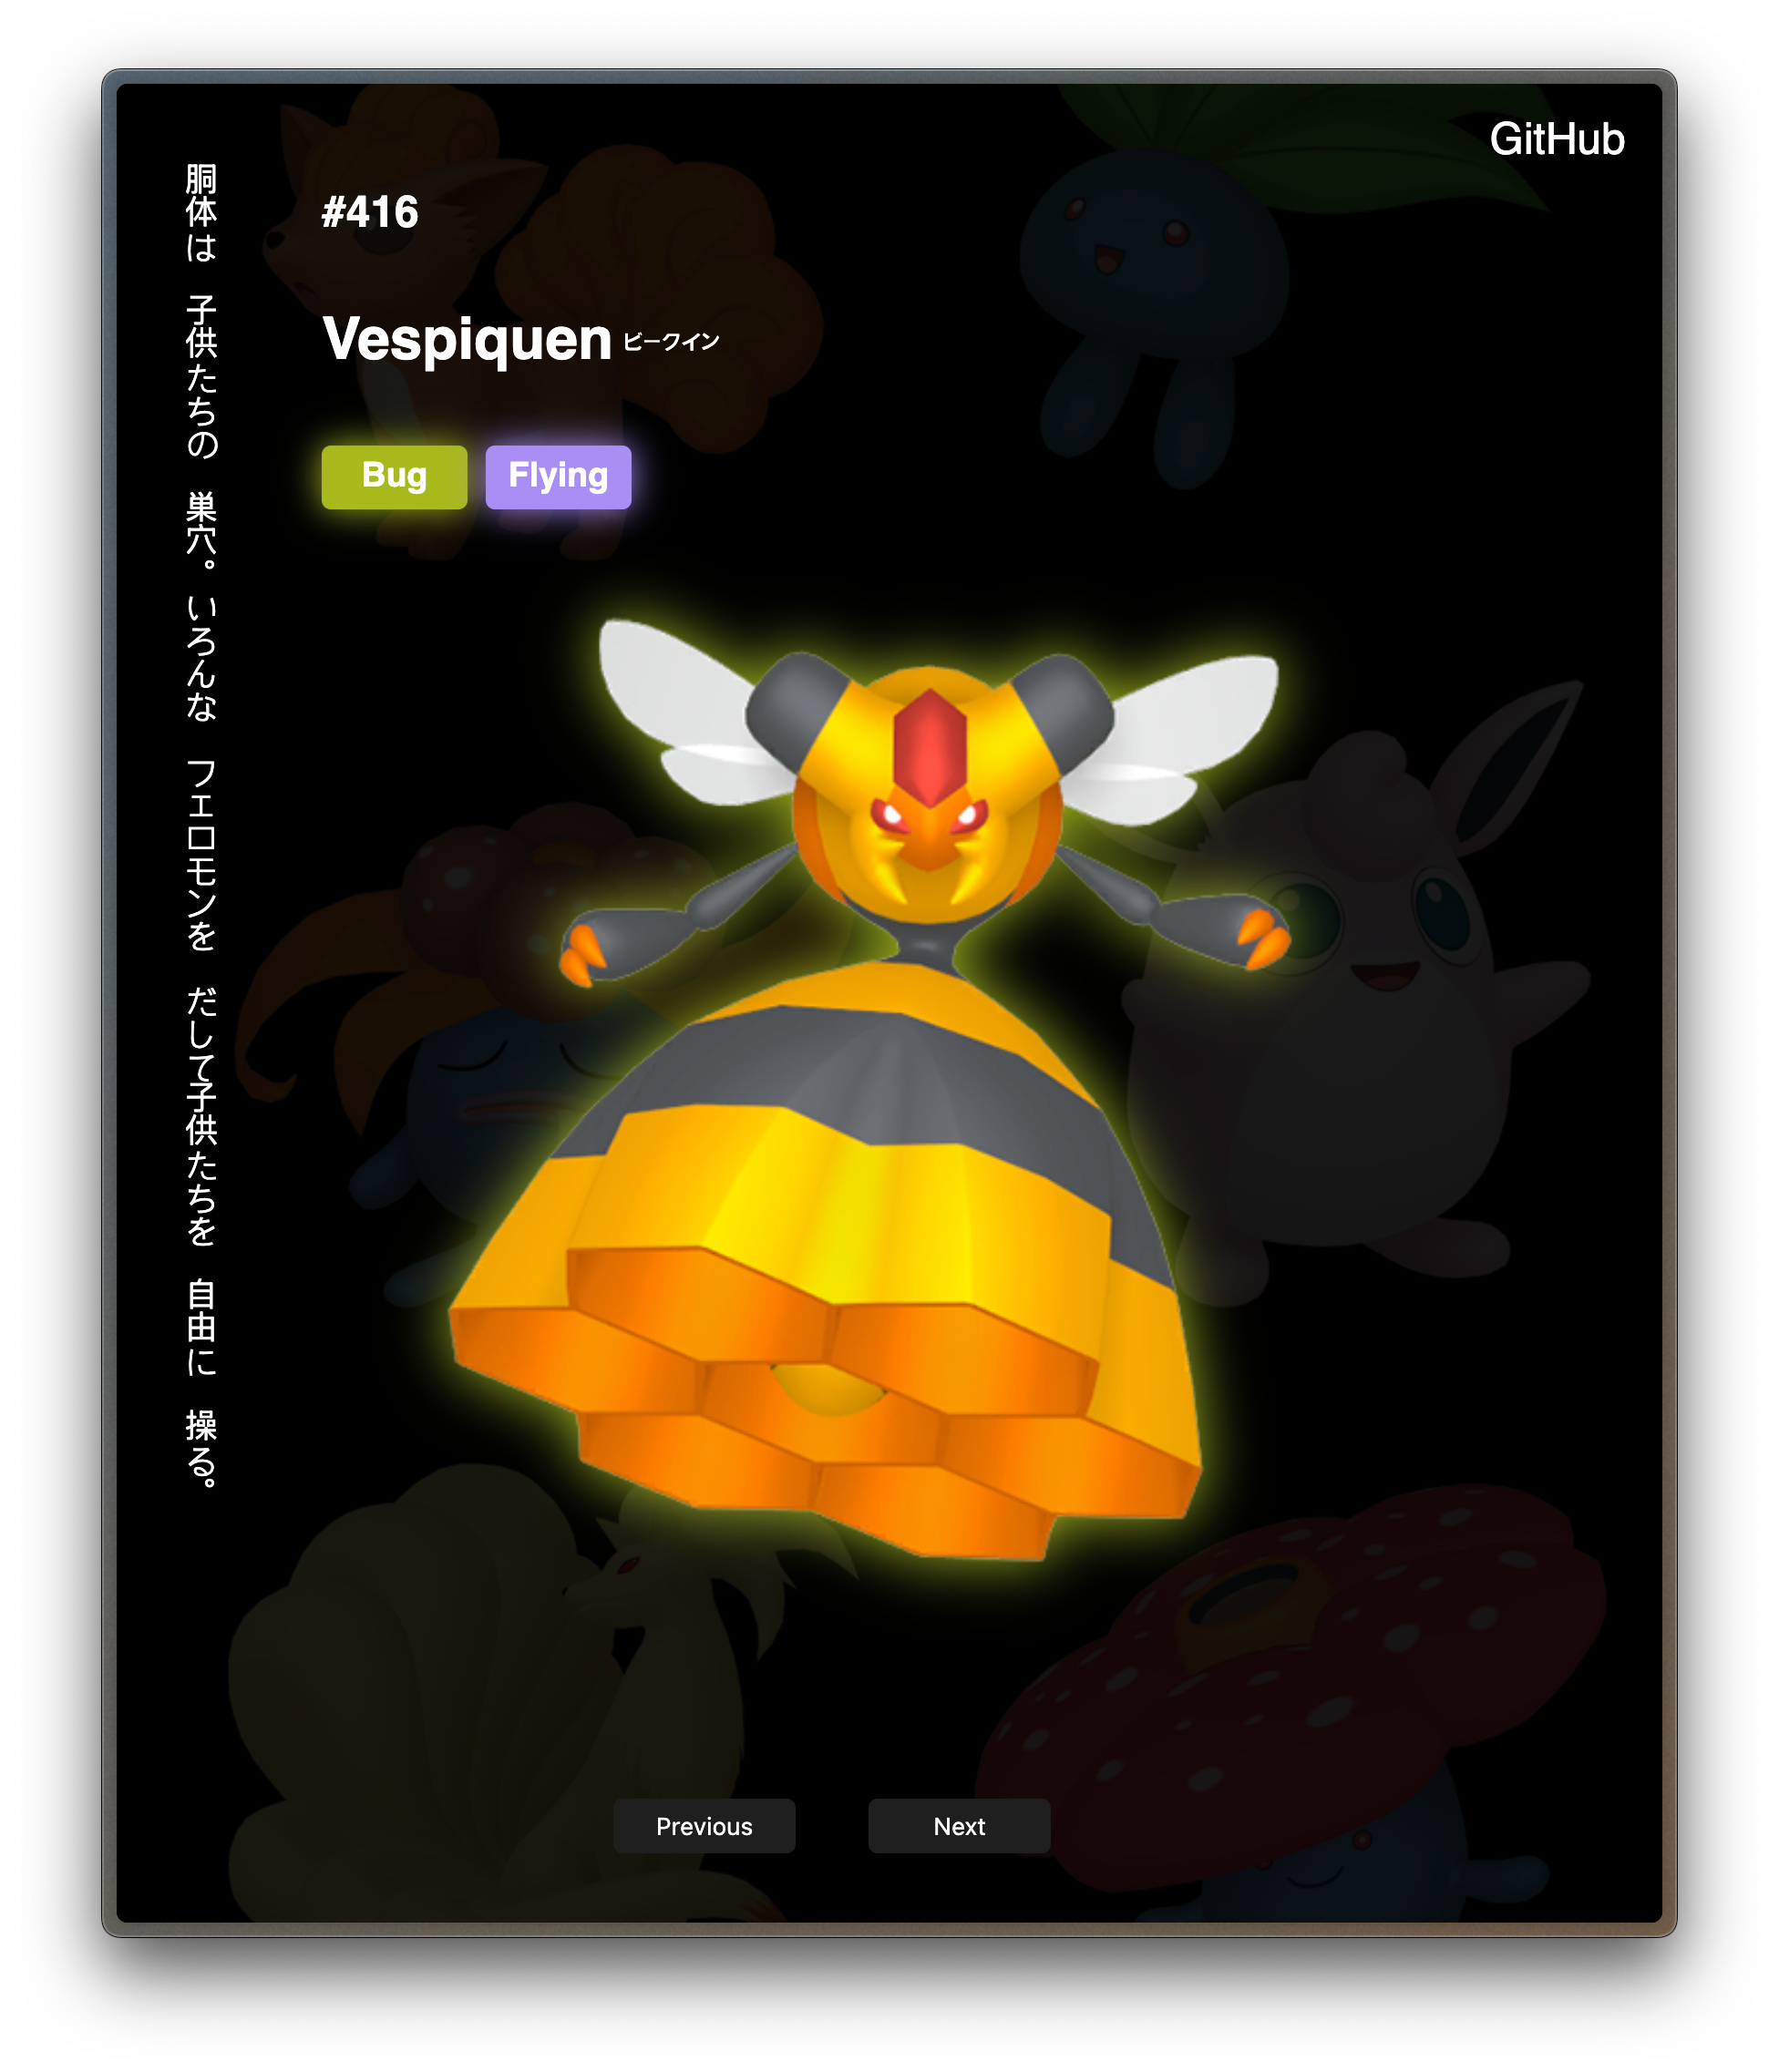 GitHub
胴体は　子供たちの　巣穴。いろんな　フェロモンを　だして子供たちを　自由に　操る。
#416
Vespiquen ビークイン
Bug Flying
Previous Next